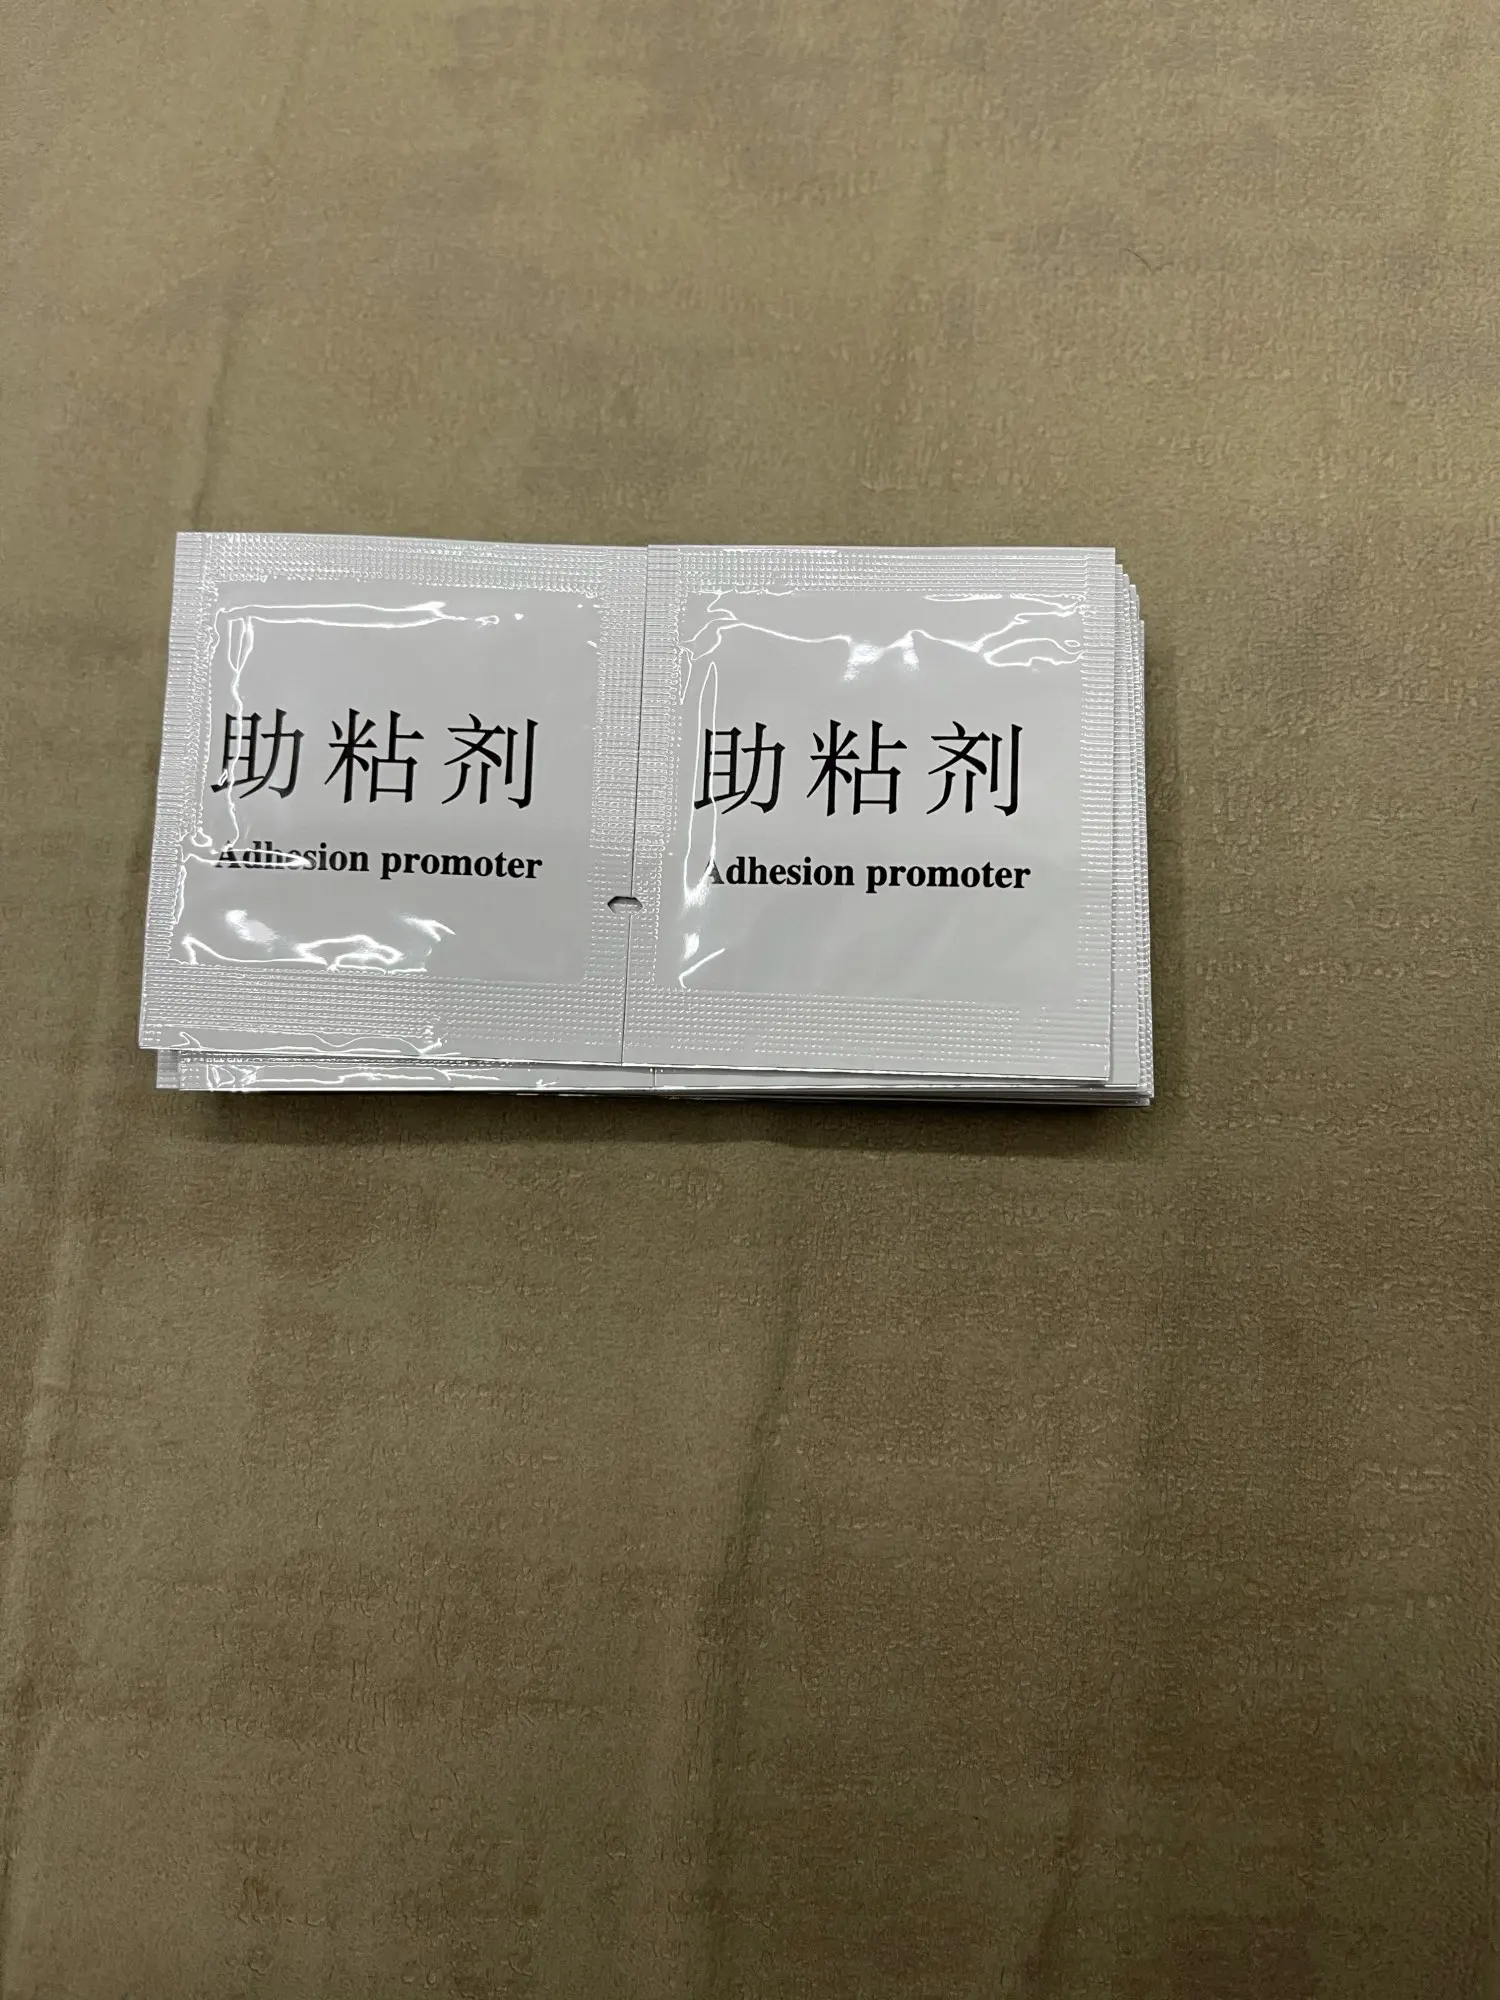 助粘剂
Adhesion promoter
助粘剂
Adhesion promoter